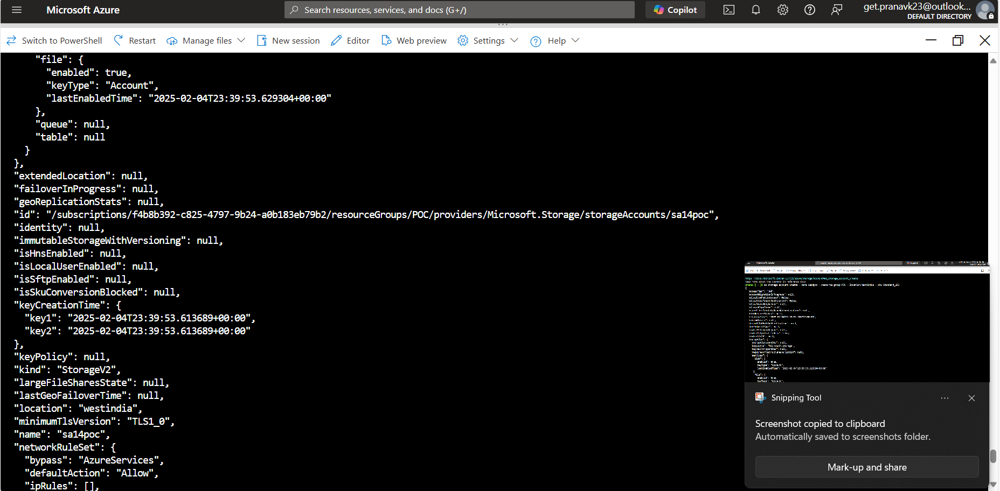 Microsoft Azure
Search resources, services, and docs (G+/)
Copilot
get.pranavk23@outlook...
DEFAULT DIRECTORY
Switch to PowerShell
Restart
Manage files
New session
Editor
Web preview
Settings
Help
"file": {
"enabled": true,
"keyType": "Account",
"lastEnabledTime": "2025-02-04T23:39:53.629304+00:00"
},
"queue": null,
"table": null
}
},
"extendedLocation": null,
"failoverInProgress": null,
"geoReplicationStats": null,
"id": "/subscriptions/f4b8b392-c825-4797-9b24-a0b183eb79b2/resourceGroups/POC/providers/Microsoft.Storage/storageAccounts/sa14poc",
"identity": null,
"immutableStorageWithVersioning": null,
"isHnsEnabled": null,
"isLocalUserEnabled": null,
"isSftpEnabled": null,
"isSkuConversionBlocked": null,
"keyCreationTime": {
"key1": "2025-02-04T23:39:53.613689+00:00",
"key2": "2025-02-04T23:39:53.613689+00:00"
},
"keyPolicy": null,
"kind": "StorageV2",
"largeFileSharesState": null,
"lastGeoFailoverTime": null,
"location": "westindia",
"minimumTlsVersion": "TLS1_0",
"name": "sa14poc",
"networkRuleSet": {
"bypass": "AzureServices",
"defaultAction": "Allow",
"ipRules": [],
Snipping Tool
Screenshot copied to clipboard
Automatically saved to screenshots folder.
Mark-up and share